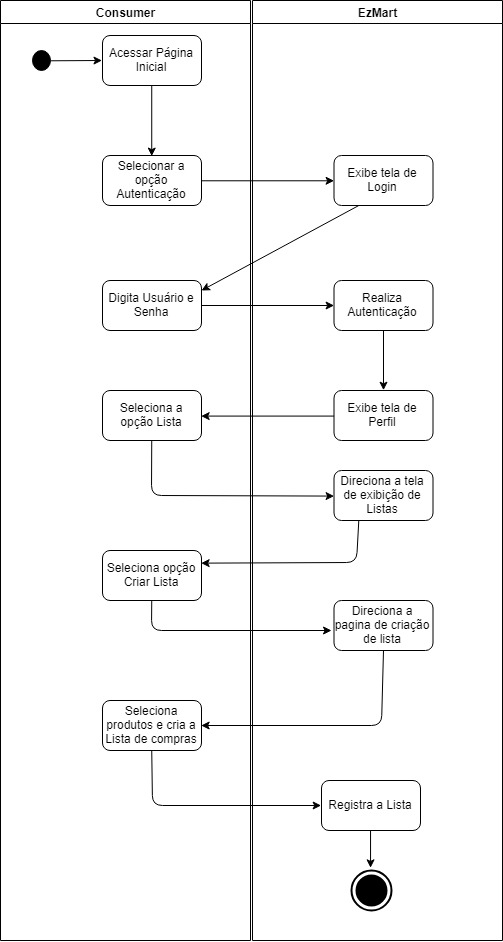 Consumer
EzMart
Acessar Página
Inicial
Selecionar a
opção
Autenticação
Exibe tela de
Login
Digita Usuário e
Senha
Realiza
Autenticação
Seleciona a
opção Lista
Exibe tela de
Perfil
Direciona a tela
de exibição de
Listas
Seleciona opção
Criar Lista
Direciona a
pagina de criação
de lista
Seleciona
produtos e cria a
Lista de compras
Registra a Lista